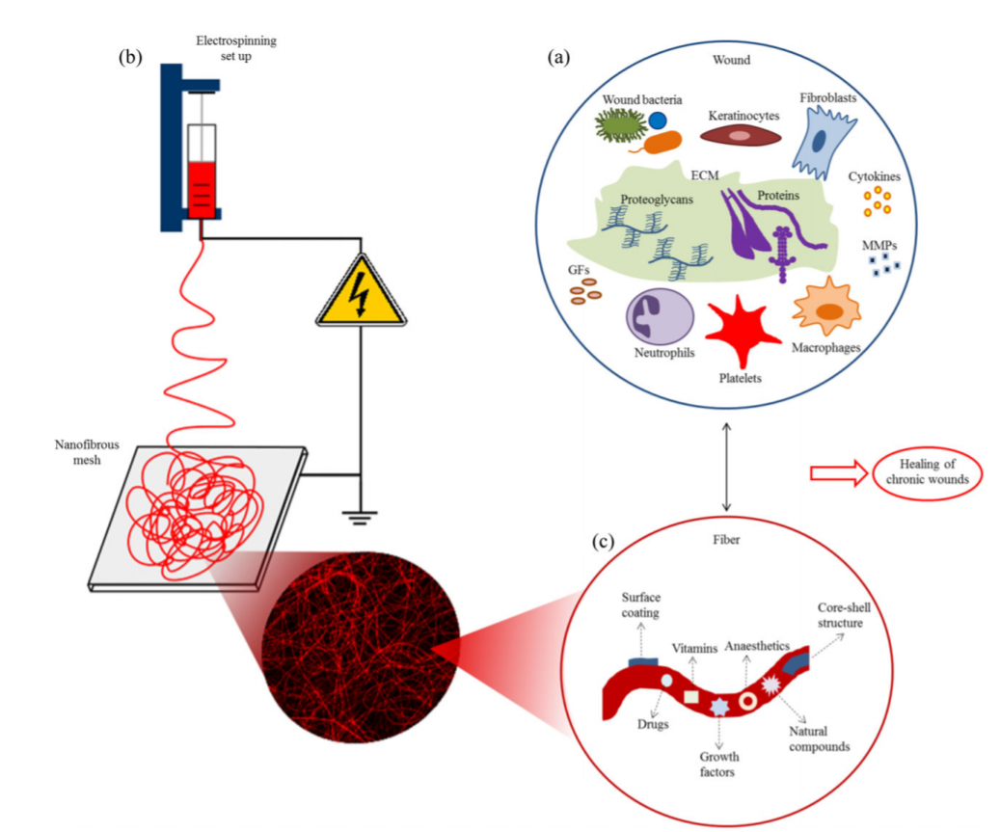 (b)
Electrospinning
set up
Nanofibrous
mesh
(a)
Wound
Wound bacteria
Keratinocytes
Fibroblasts
ECM
Cytokines
Proteoglycans
Proteins
MMPs
GFs
Neutrophils
Platelets
Macrophages
Healing of
chronic wounds
(c)
Fiber
Surface
coating
Vitamins
Anaesthetics
Core-shell
structure
Drugs
Growth
factors
Natural
compounds